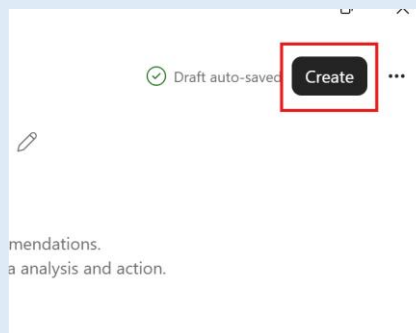 Draft auto-saved Create
mendations.
a analysis and action.